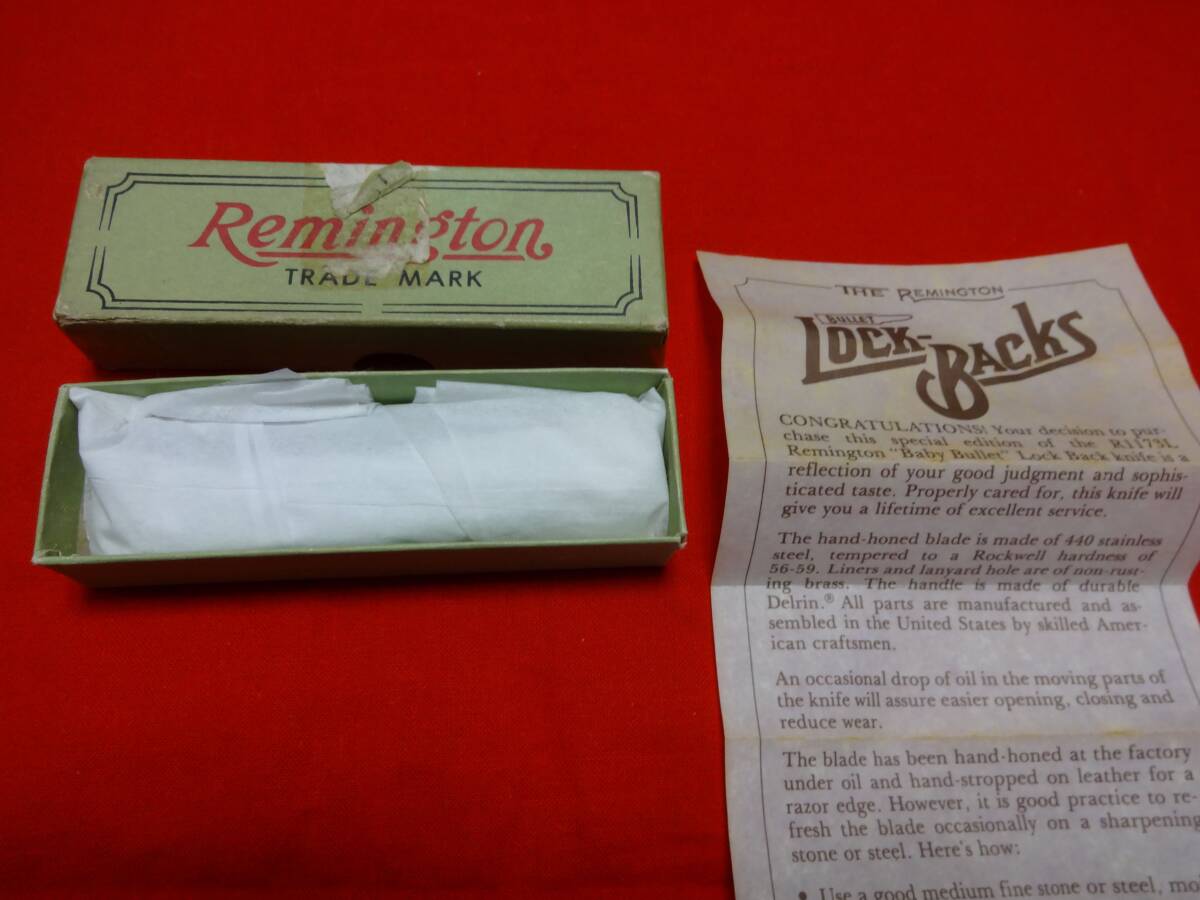 Remington
TRADE MARK
THE REMINGTON
BULLET
LOCK-
BACKS
CONGRATULATIONS! Your decision to pur-
chase this special edition of the R1173L
Remington "Baby Bullet" Lock Back knife is a
reflection of your good judgment and sophis-
ticated taste. Properly cared for, this knife will
give you a lifetime of excellent service.
The hand-honed blade is made of 440 stainless
steel, tempered to a Rockwell hardness of
56-59. Liners and lanyard hole are of non-rust-
ing brass. The handle is made of durable
Delrin.® All parts are manufactured and as-
sembled in the United States by skilled Amer-
ican craftsmen.
An occasional drop of oil in the moving parts of
the knife will assure easier opening, closing and
reduce wear.
The blade has been hand-honed at the factory
under oil and hand-stropped on leather for a
razor edge. However, it is good practice to re-
fresh the blade occasionally on a sharpening
stone or steel. Here's how:
• Use a good medium fine stone or steel, mo